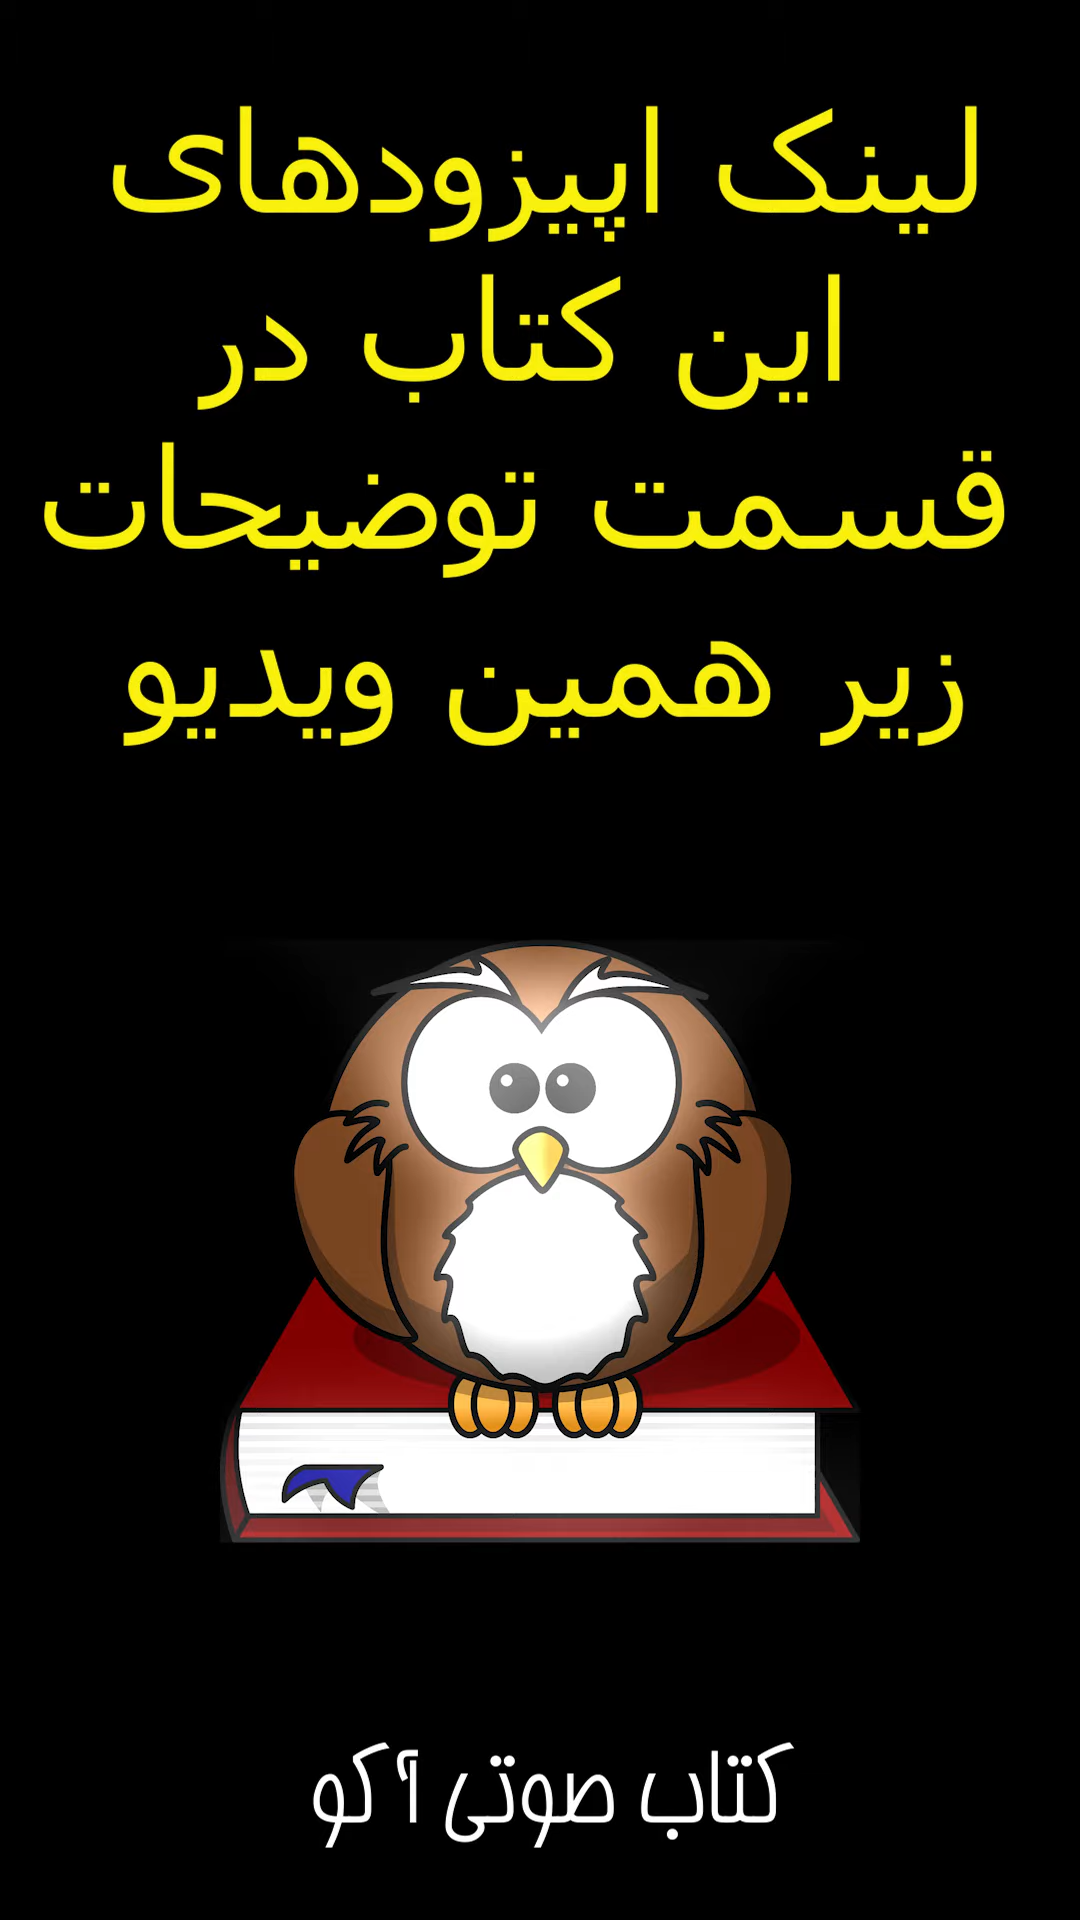 لینک اپیزودهای
این کتاب در
قسمت توضیحات
زیر همین ویدیو
کتاب صوتی آکو